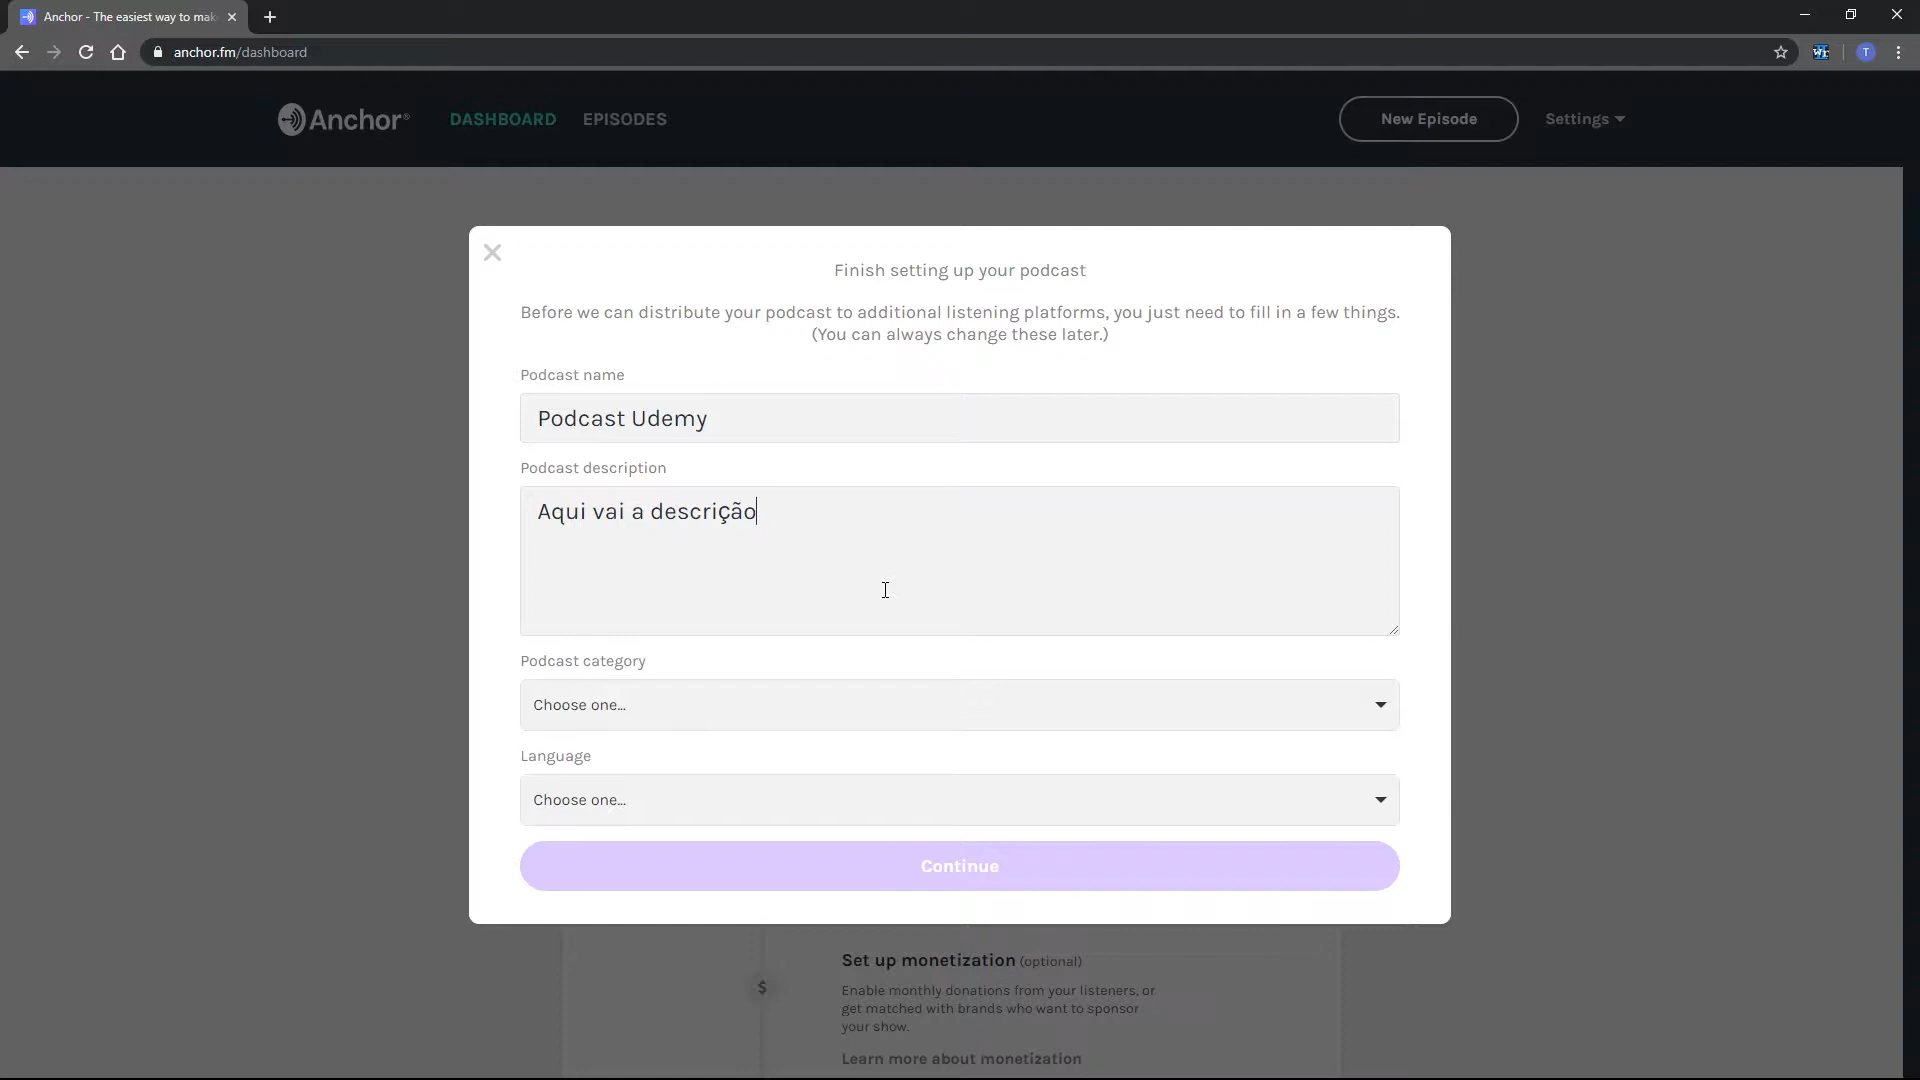 Anchor - The easiest way to mak
anchor.fm/dashboard
T
Anchor®
DASHBOARD
EPISODES
New Episode
Settings
Finish setting up your podcast
Before we can distribute your podcast to additional listening platforms, you just need to fill in a few things.
(You can always change these later.)
Podcast name
Podcast Udemy
Podcast description
Aqui vai a descrição
Podcast category
Choose one...
Language
Choose one...
Continue
$
Set up monetization (optional)
Enable monthly donations from your listeners, or
get matched with brands who want to sponsor
your show.
Learn more about monetization